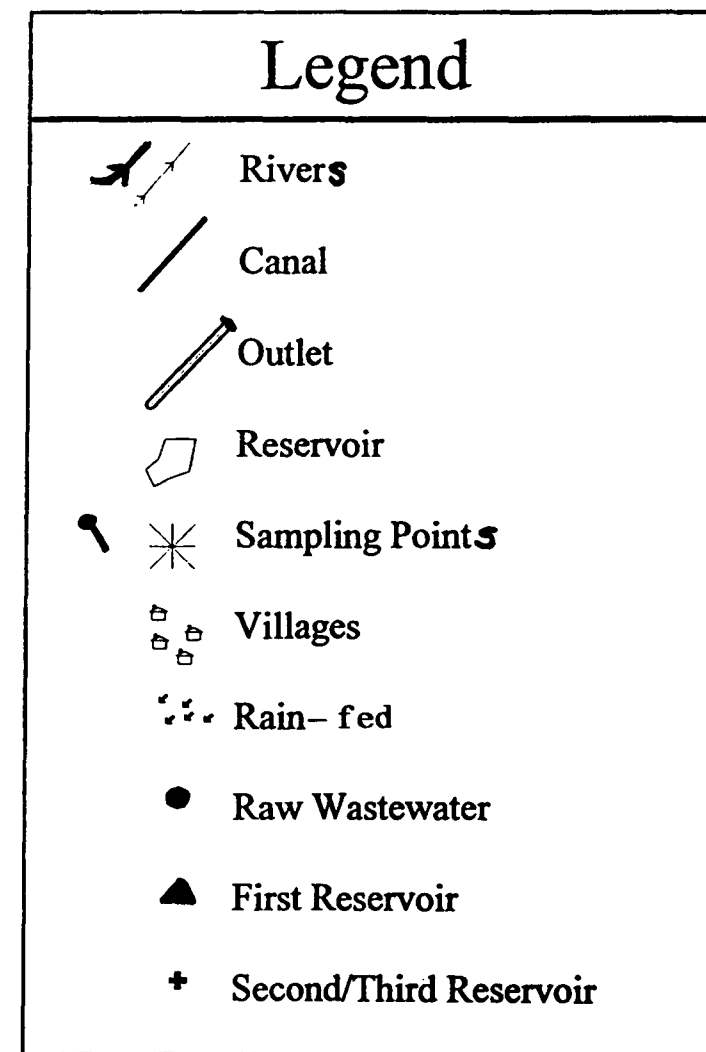 Legend
Rivers
Canal
Outlet
Reservoir
Sampling Points
Villages
Rain- fed
Raw Wastewater
First Reservoir
Second/Third Reservoir